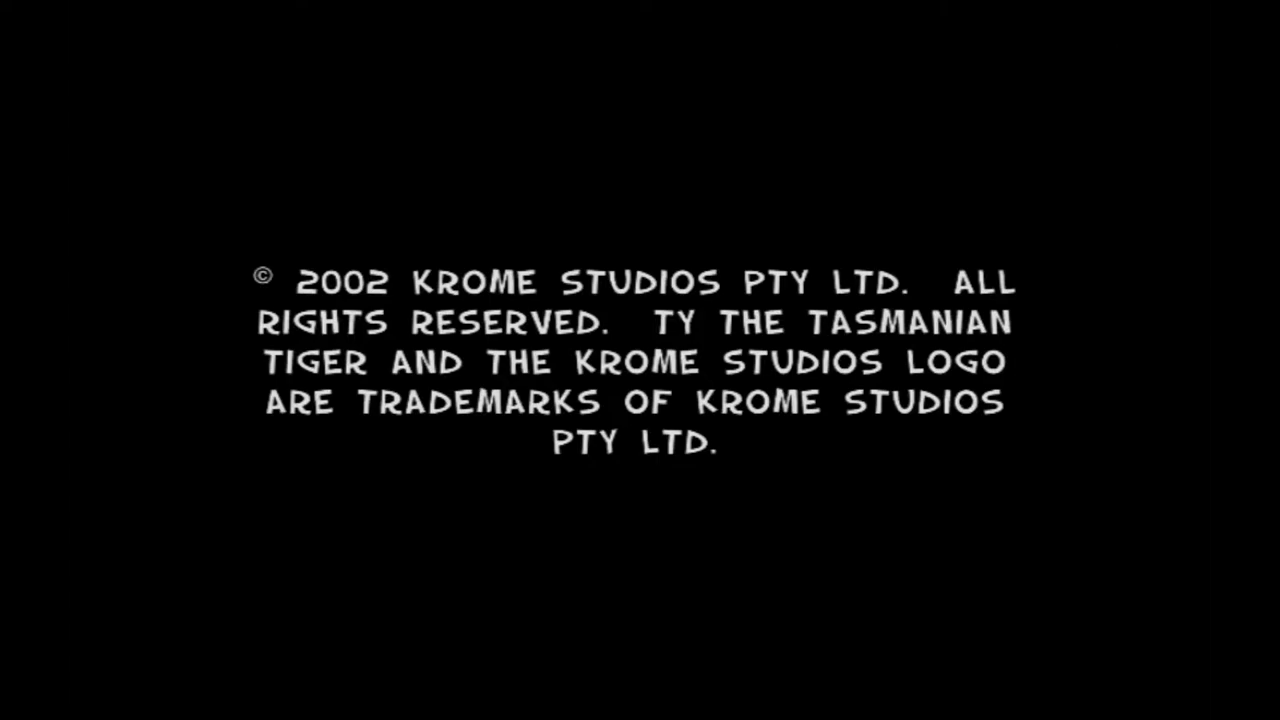 © 2002 KROME STUDIOS PTY LTD. ALL
RIGHTS RESERVED. TY THE TASMANIAN
TIGER AND THE KROME STUDIOS LOGO
ARE TRADEMARKS OF KROME STUDIOS
PTY LTD.